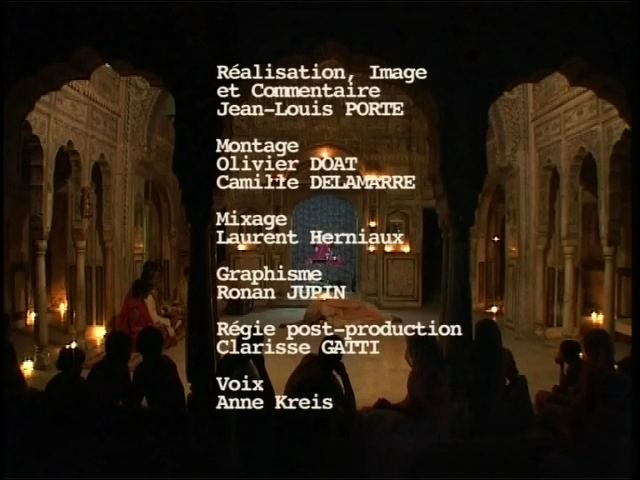 Réalisation, Image
et Commentaire
Jean-Louis PORTE
Montage
Olivier DOAT
Camille DELAMARRE
Mixage
Laurent Herniaux
Graphisme
Ronan JUPIN
Régie post-production
Clarisse GATTI
Voix
Anne Kreis